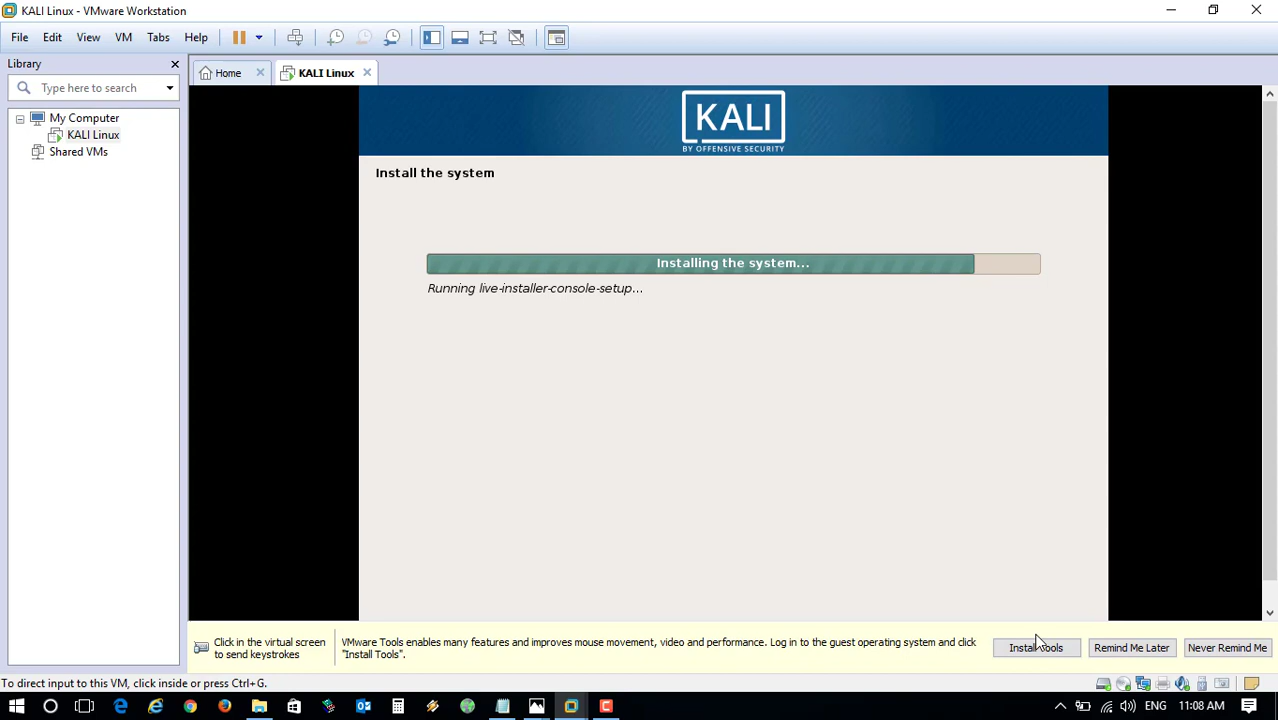 KALI Linux - VMware Workstation
File Edit View VM Tabs Help
Library
Type here to search
My Computer
KALI Linux
Shared VMs
Home
KALI Linux
KALI
BY OFFENSIVE SECURITY
Install the system
Installing the system...
Running live-installer-console-setup...
Click in the virtual screen
to send keystrokes
VMware Tools enables many features and improves mouse movement, video and performance. Log in to the guest operating system and click
"Install Tools".
Install Tools
Remind Me Later
Never Remind Me
To direct input to this VM, click inside or press Ctrl+G.
ENG
11:08 AM